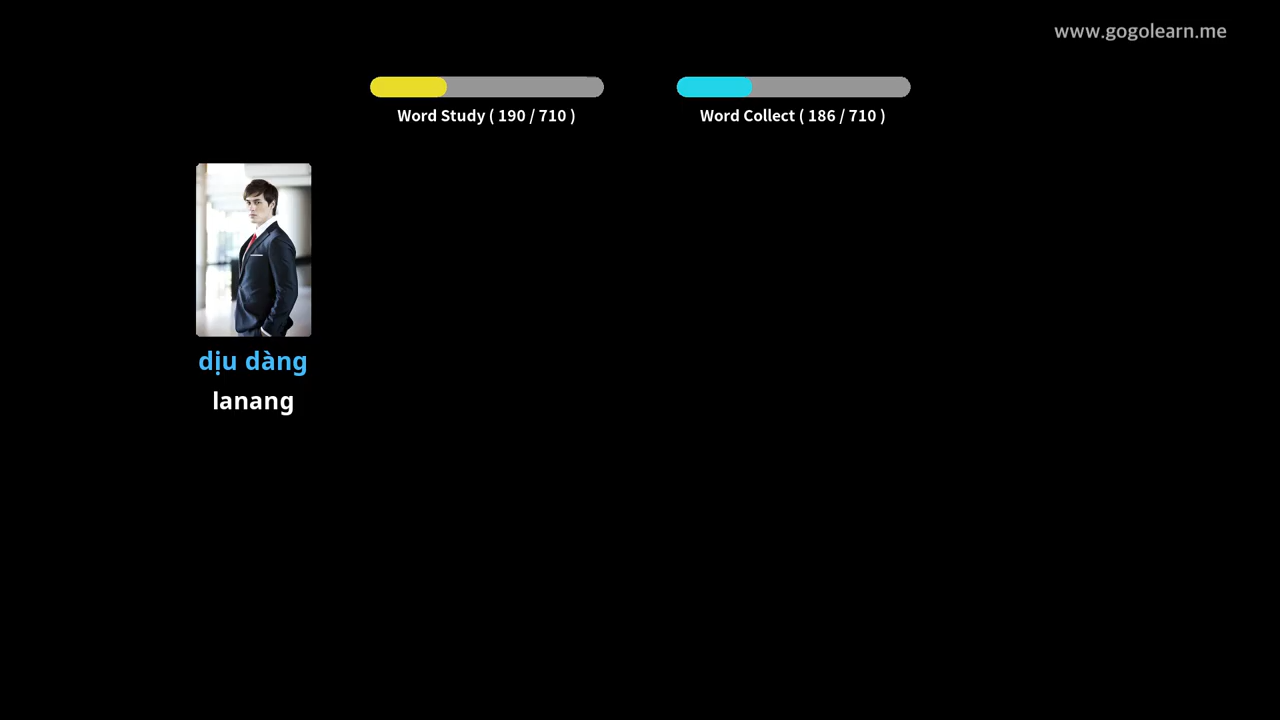 www.gogolearn.me
Word Study ( 190 / 710 )
Word Collect ( 186 / 710 )
dịu dàng
lanang